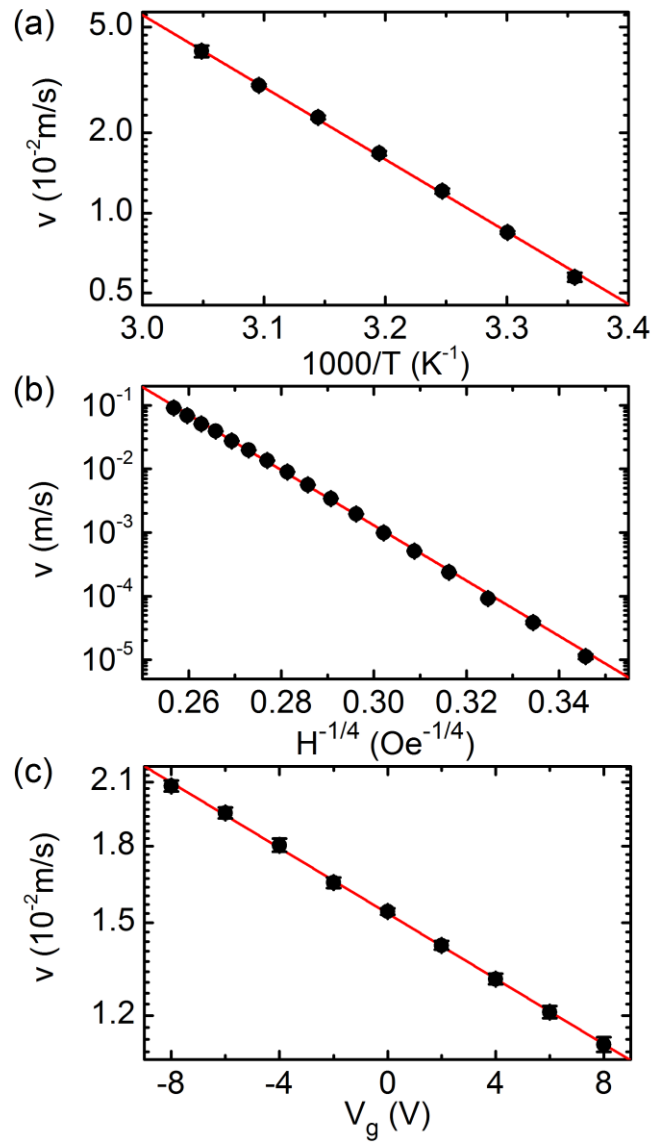 (a)
5.0
2.0
1.0
0.5
v (10⁻²m/s)
3.0 3.1 3.2 3.3 3.4
1000/T (K⁻¹)
(b)
10⁻¹
10⁻²
10⁻³
10⁻⁴
10⁻⁵
v (m/s)
0.26 0.28 0.30 0.32 0.34
H⁻¹/⁴ (Oe⁻¹/⁴)
(c)
2.1
1.8
1.5
1.2
v (10⁻²m/s)
-8 -4 0 4 8
V_g (V)